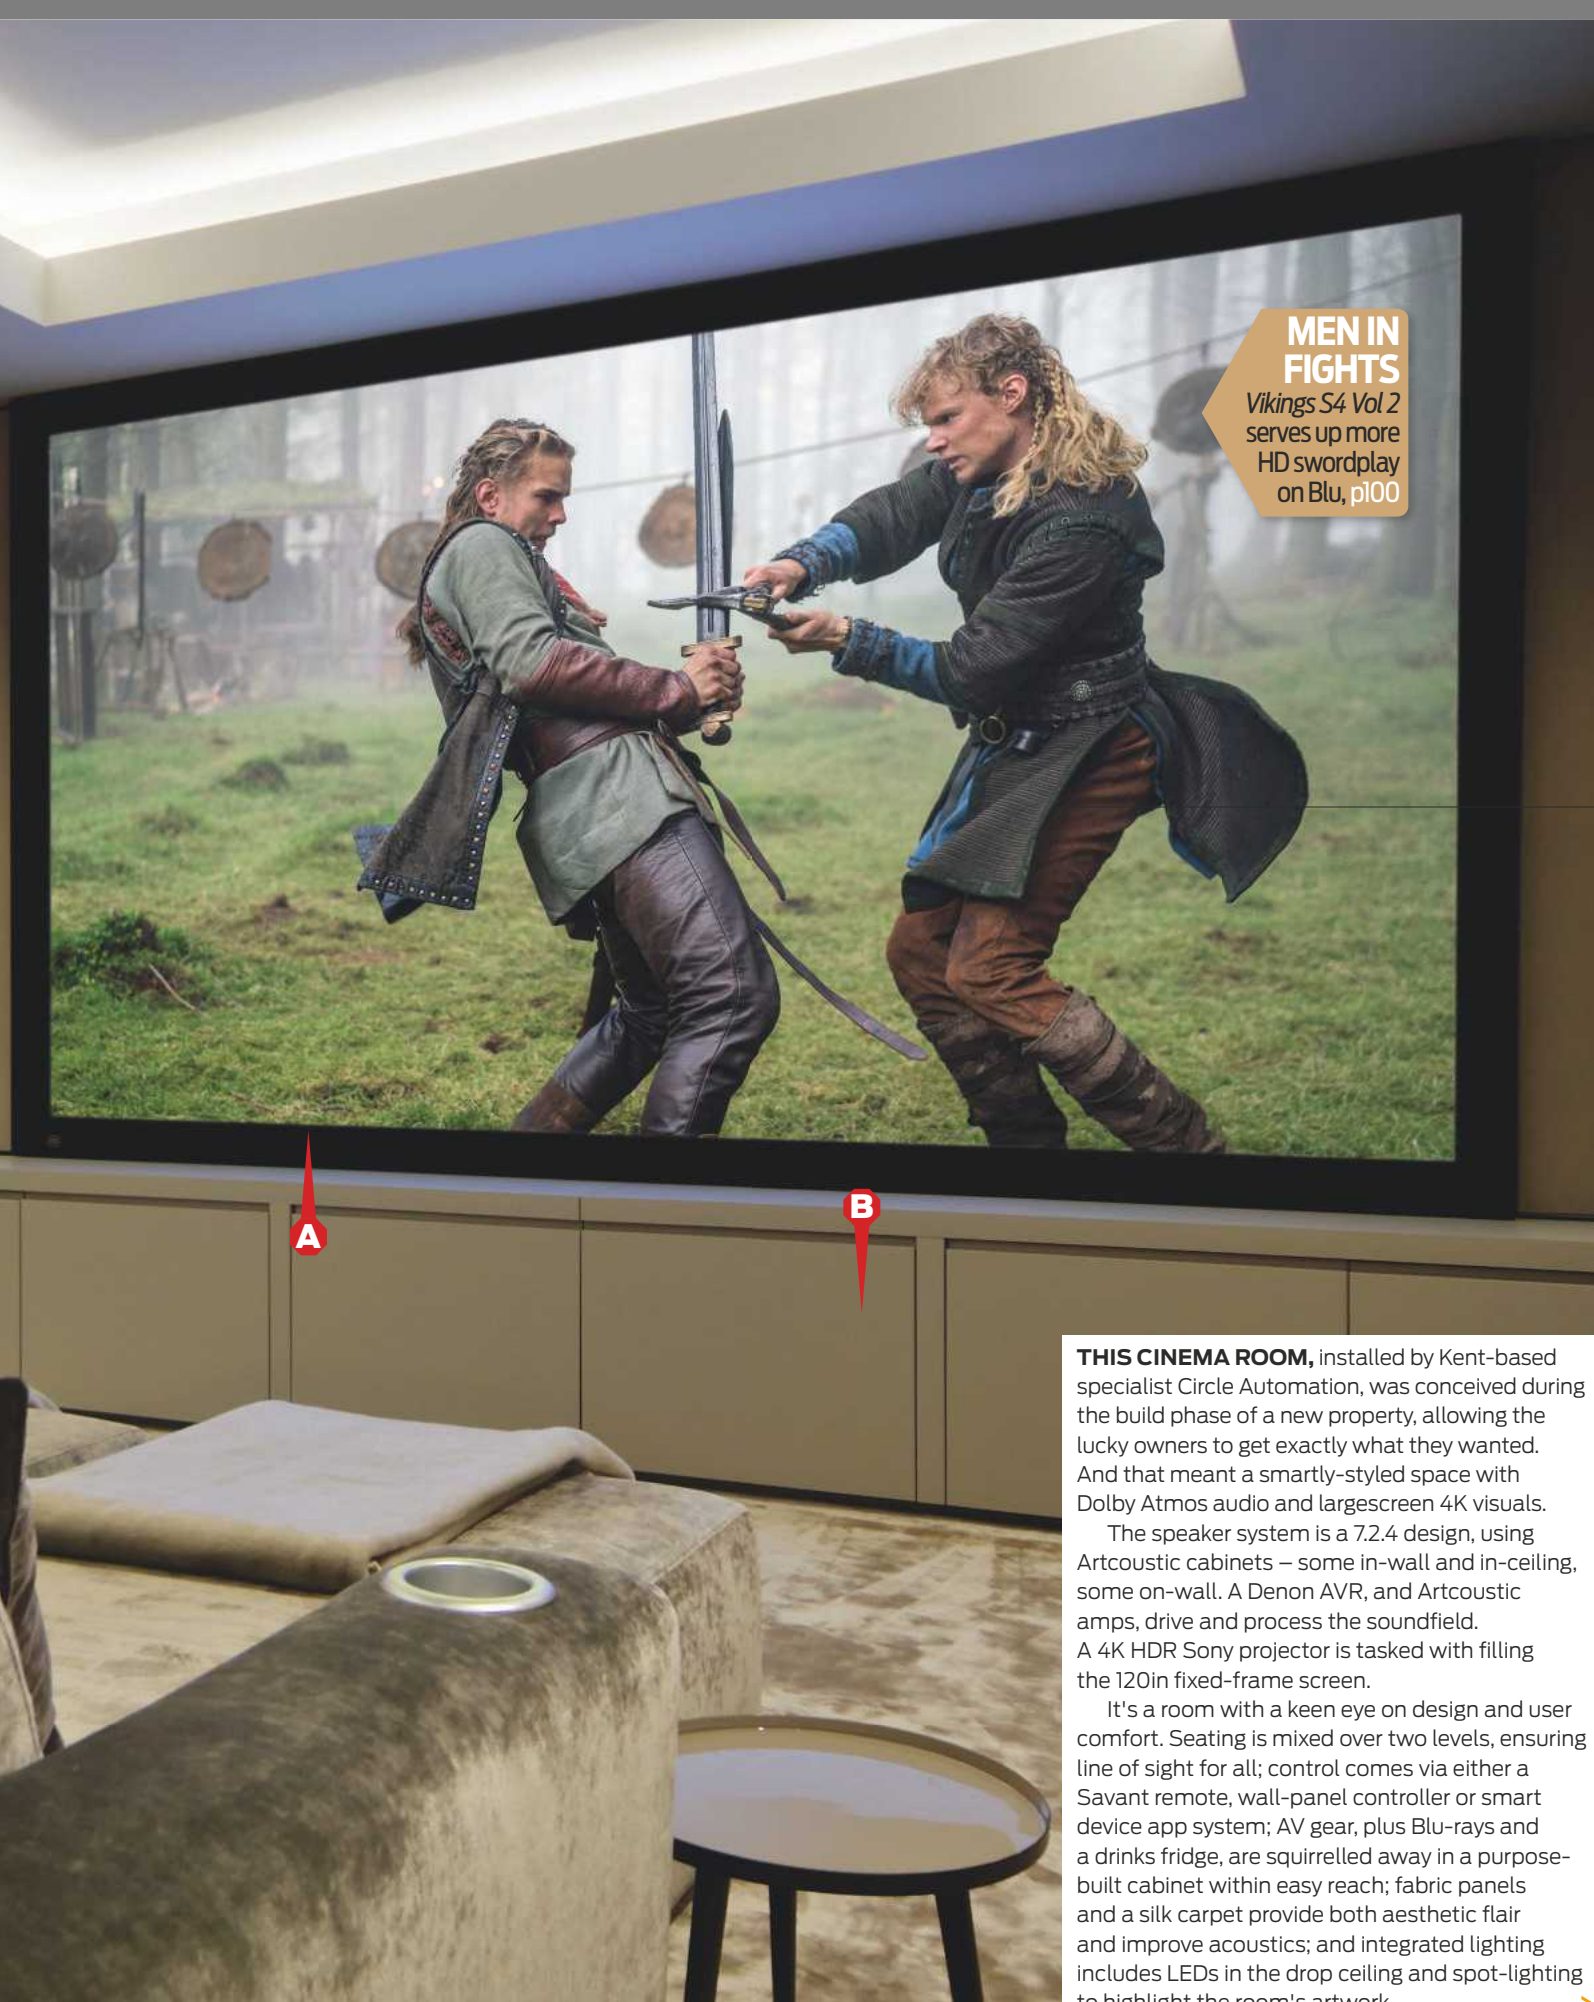 MEN IN
FIGHTS
Vikings S4 Vol 2
serves up more
HD swordplay
on Blu, p100
A
B
THIS CINEMA ROOM, installed by Kent-based
specialist Circle Automation, was conceived during
the build phase of a new property, allowing the
lucky owners to get exactly what they wanted.
And that meant a smartly-styled space with
Dolby Atmos audio and largescreen 4K visuals.
The speaker system is a 7.2.4 design, using
Artcoustic cabinets – some in-wall and in-ceiling,
some on-wall. A Denon AVR, and Artcoustic
amps, drive and process the soundfield.
A 4K HDR Sony projector is tasked with filling
the 120in fixed-frame screen.
It's a room with a keen eye on design and user
comfort. Seating is mixed over two levels, ensuring
line of sight for all; control comes via either a
Savant remote, wall-panel controller or smart
device app system; AV gear, plus Blu-rays and
a drinks fridge, are squirrelled away in a purpose-
built cabinet within easy reach; fabric panels
and a silk carpet provide both aesthetic flair
and improve acoustics; and integrated lighting
includes LEDs in the drop ceiling and spot-lighting
to highlight the room's artwork